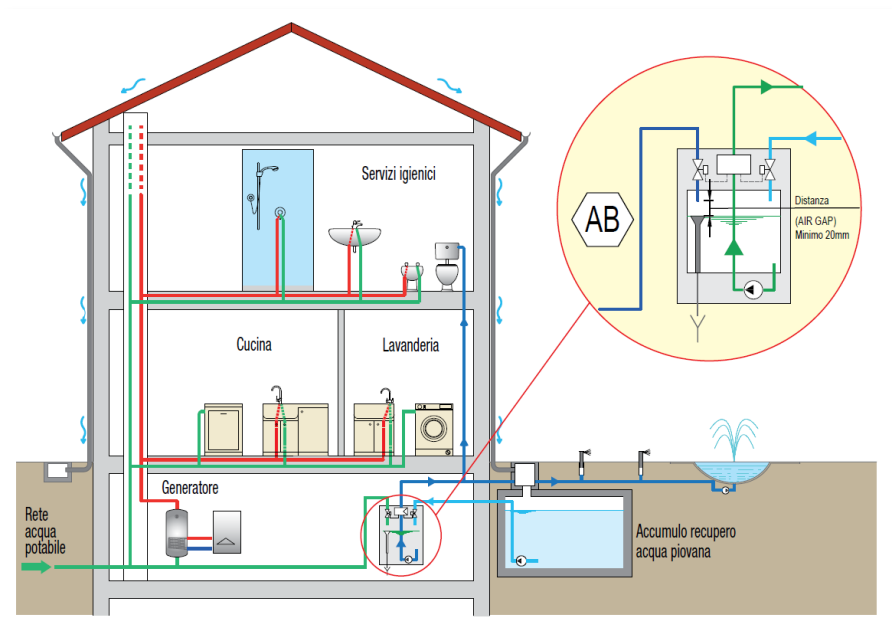 Servizi igienici
AB
Distanza
(AIR GAP)
Minimo 20mm
Cucina
Lavanderia
Generatore
Rete
acqua
potabile
Accumulo recupero
acqua piovana